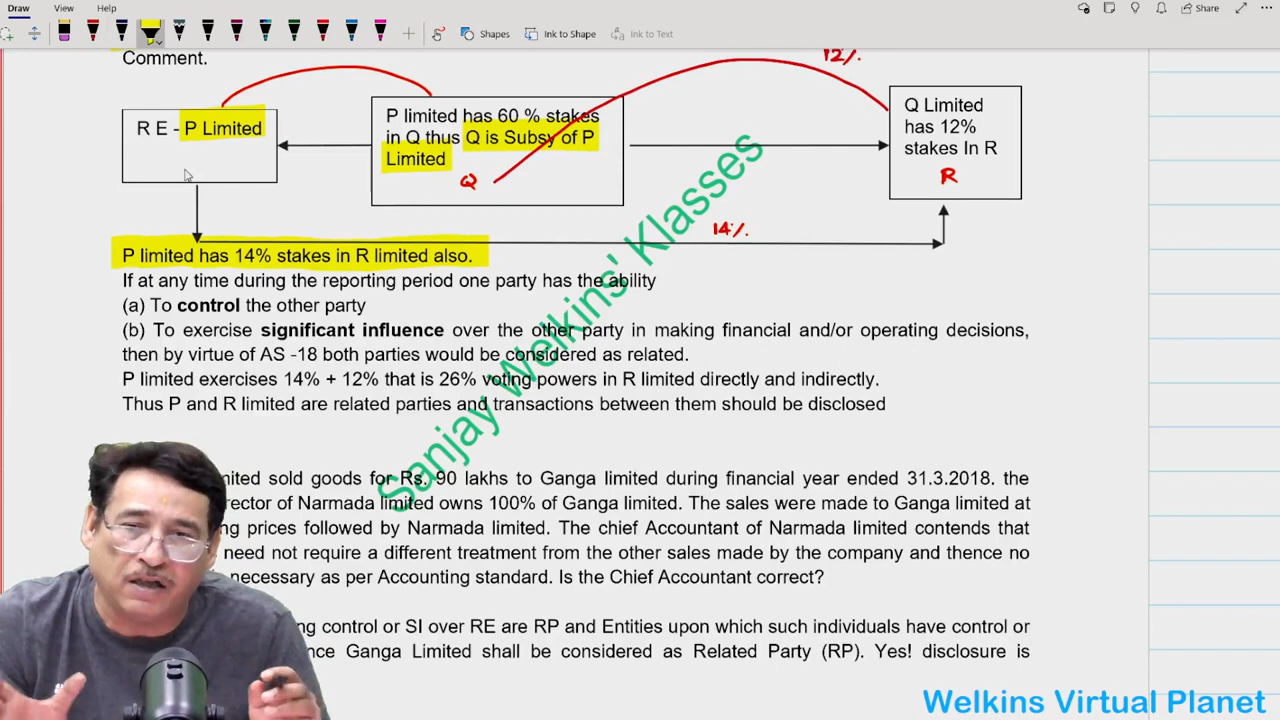 Draw View Help
Share
Shapes Ink to Shape Ink to Text
Comment.
12%.
R E - P Limited
P limited has 60 % stakes
in Q thus Q is Subsy of P
Limited
Q
Q Limited
has 12%
stakes In R
R
14%.
P limited has 14% stakes in R limited also.
If at any time during the reporting period one party has the ability
(a) To control the other party
(b) To exercise significant influence over the other party in making financial and/or operating decisions,
then by virtue of AS -18 both parties would be considered as related.
P limited exercises 14% + 12% that is 26% voting powers in R limited directly and indirectly.
Thus P and R limited are related parties and transactions between them should be disclosed
Sanjay Welkins' Klasses
sold goods for Rs. 90 lakhs to Ganga limited during financial year ended 31.3.2018. the
of Narmada limited owns 100% of Ganga limited. The sales were made to Ganga limited at
prices followed by Narmada limited. The chief Accountant of Narmada limited contends that
need not require a different treatment from the other sales made by the company and thence no
necessary as per Accounting standard. Is the Chief Accountant correct?
control or SI over RE are RP and Entities upon which such individuals have control or
Ganga Limited shall be considered as Related Party (RP). Yes! disclosure is
Welkins Virtual Planet